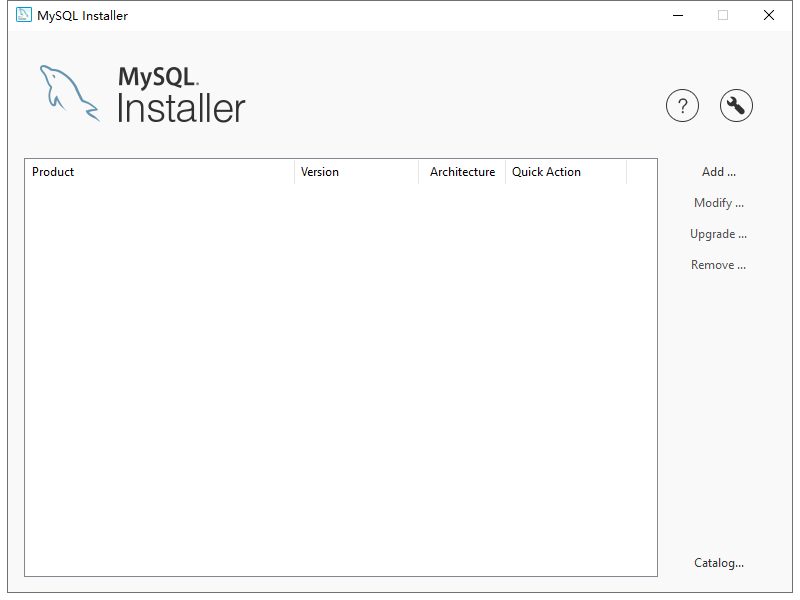 MySQL Installer
MySQL.
Installer
?
Product Version Architecture Quick Action
Add ...
Modify ...
Upgrade ...
Remove ...
Catalog...